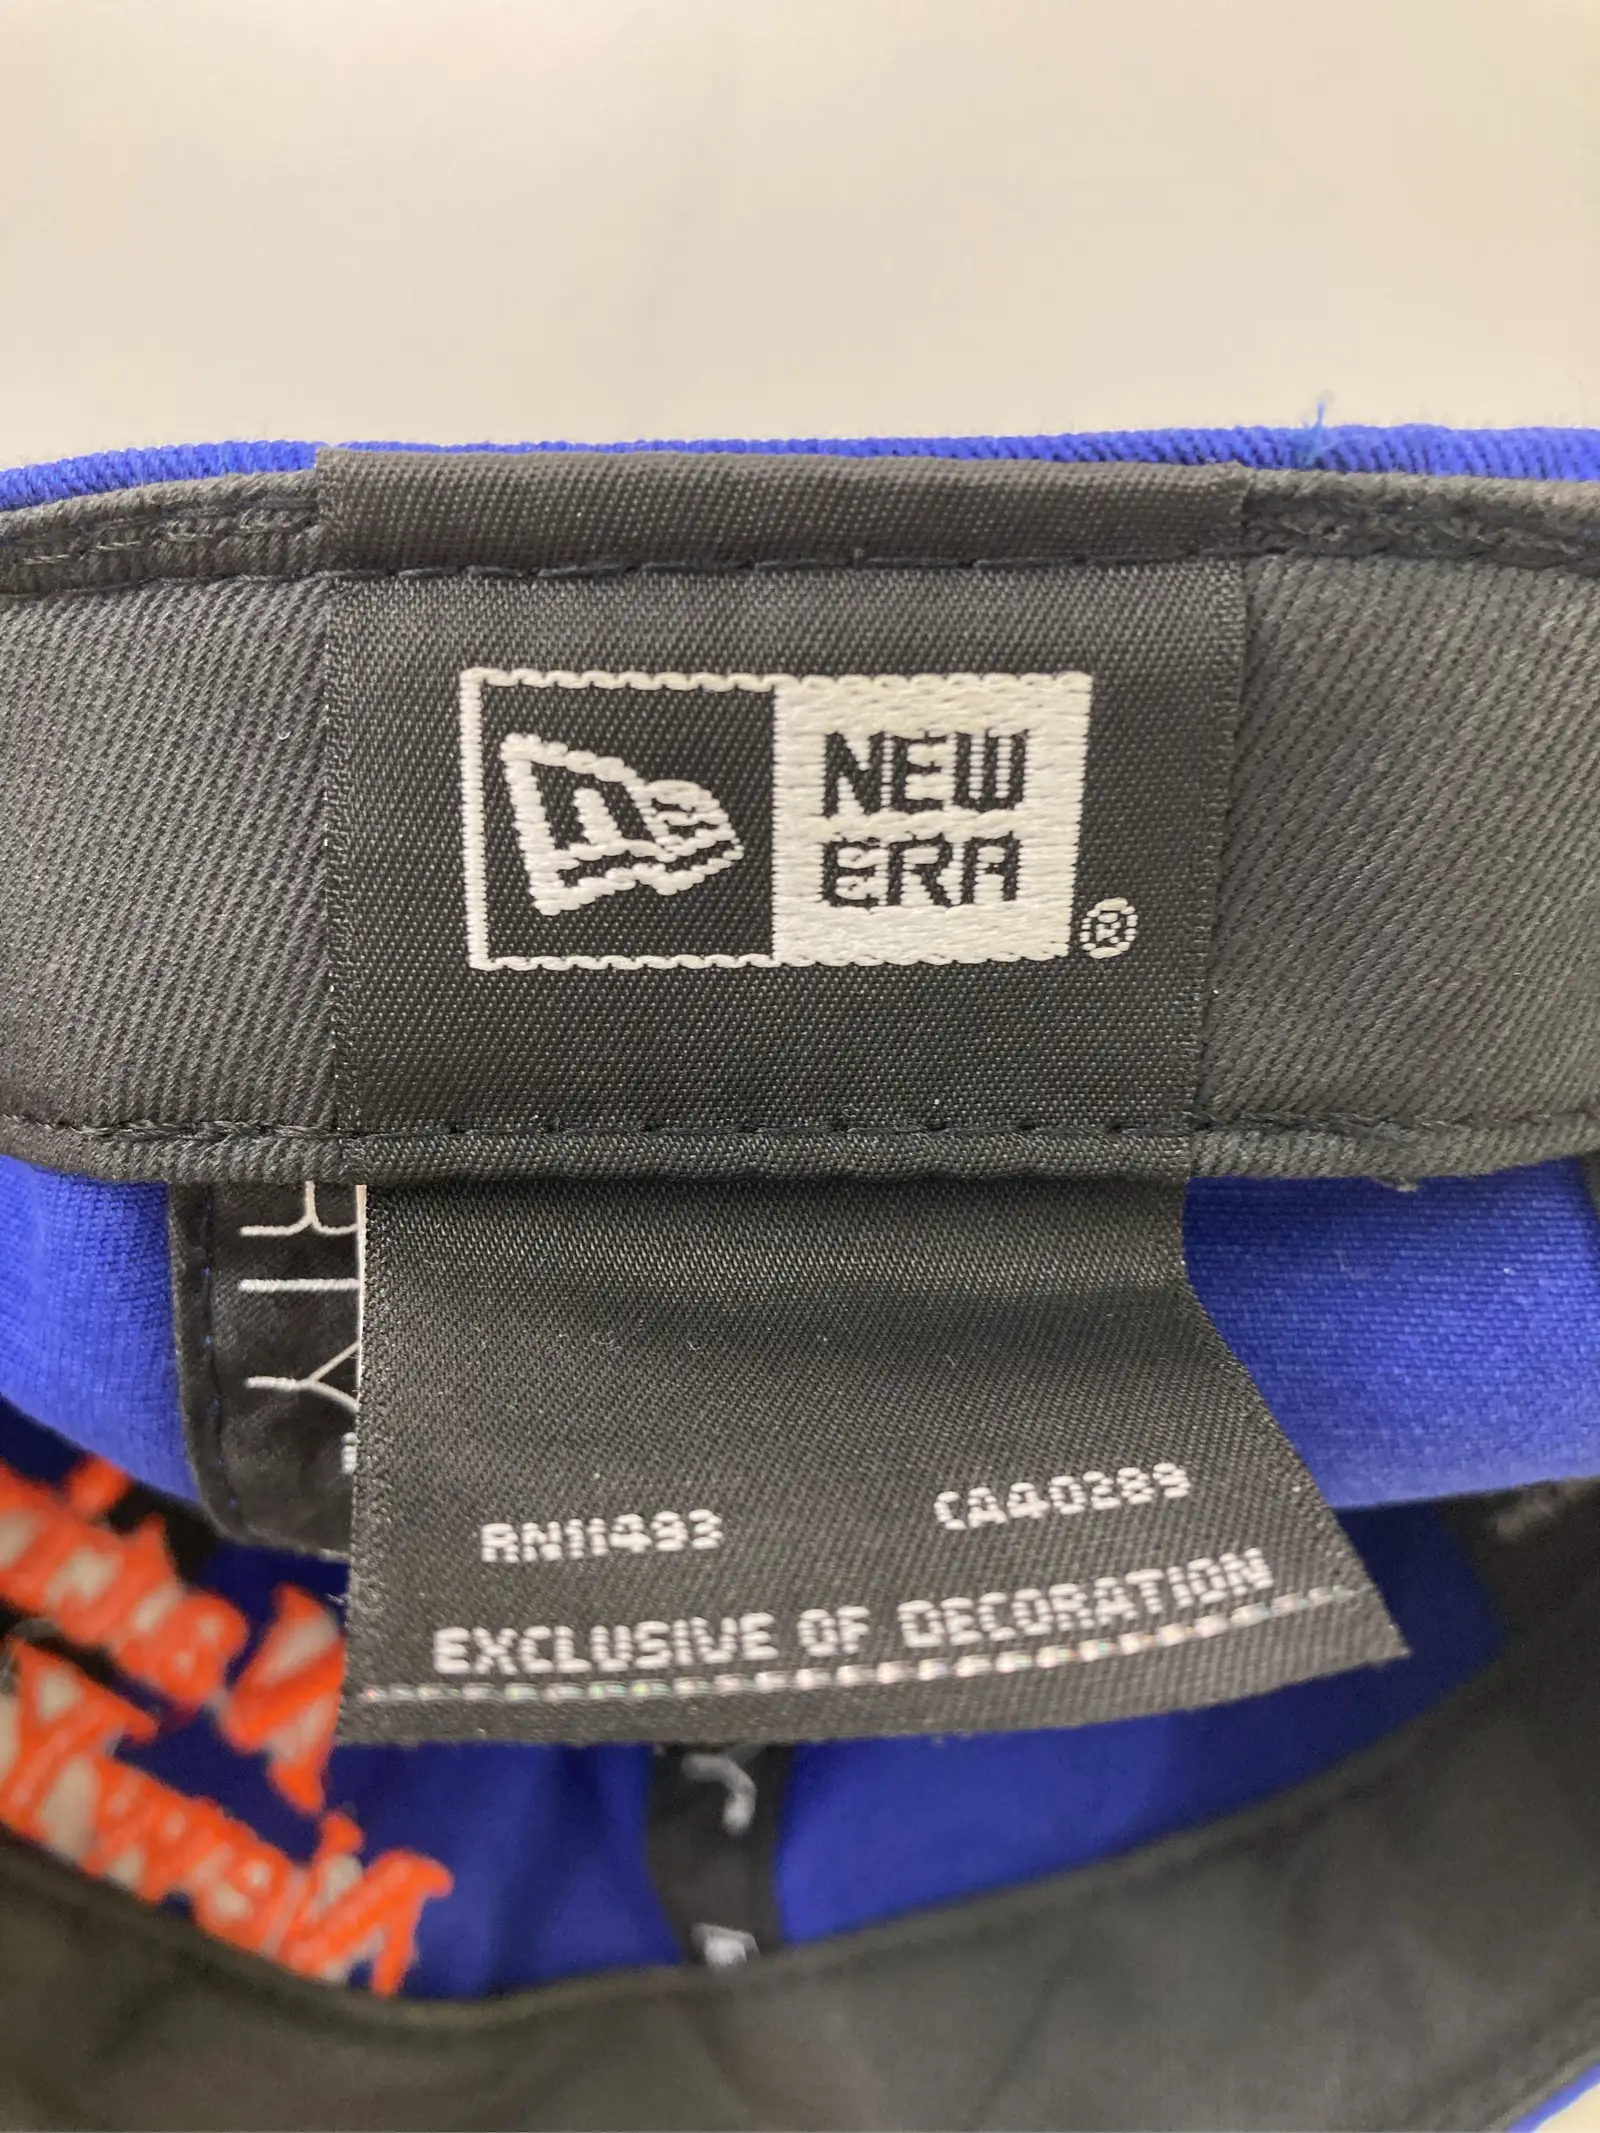 NEW
ERA
®
RN11493 CA40289
EXCLUSIVE OF DECORATION